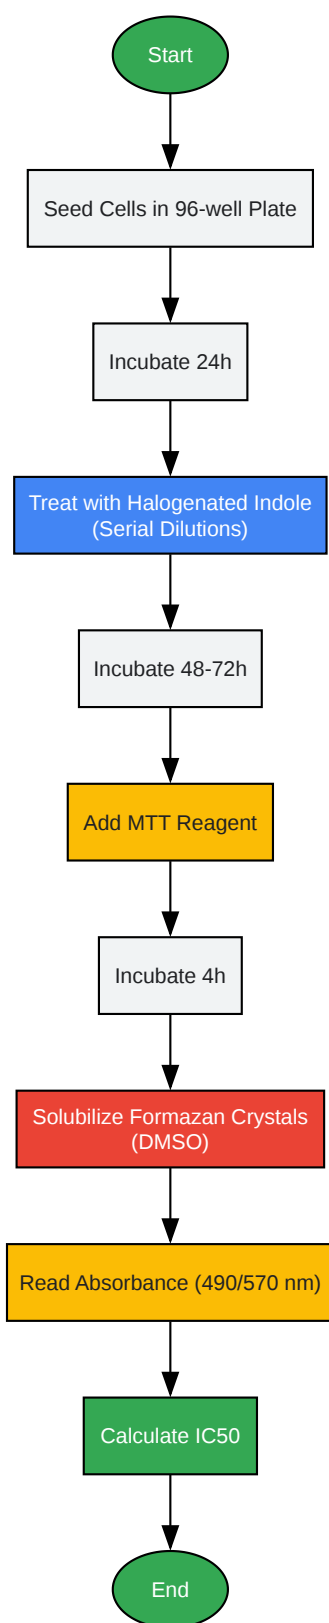 Start
Seed Cells in 96-well Plate
Incubate 24h
Treat with Halogenated Indole
(Serial Dilutions)
Incubate 48-72h
Add MTT Reagent
Incubate 4h
Solubilize Formazan Crystals
(DMSO)
Read Absorbance (490/570 nm)
Calculate IC50
End